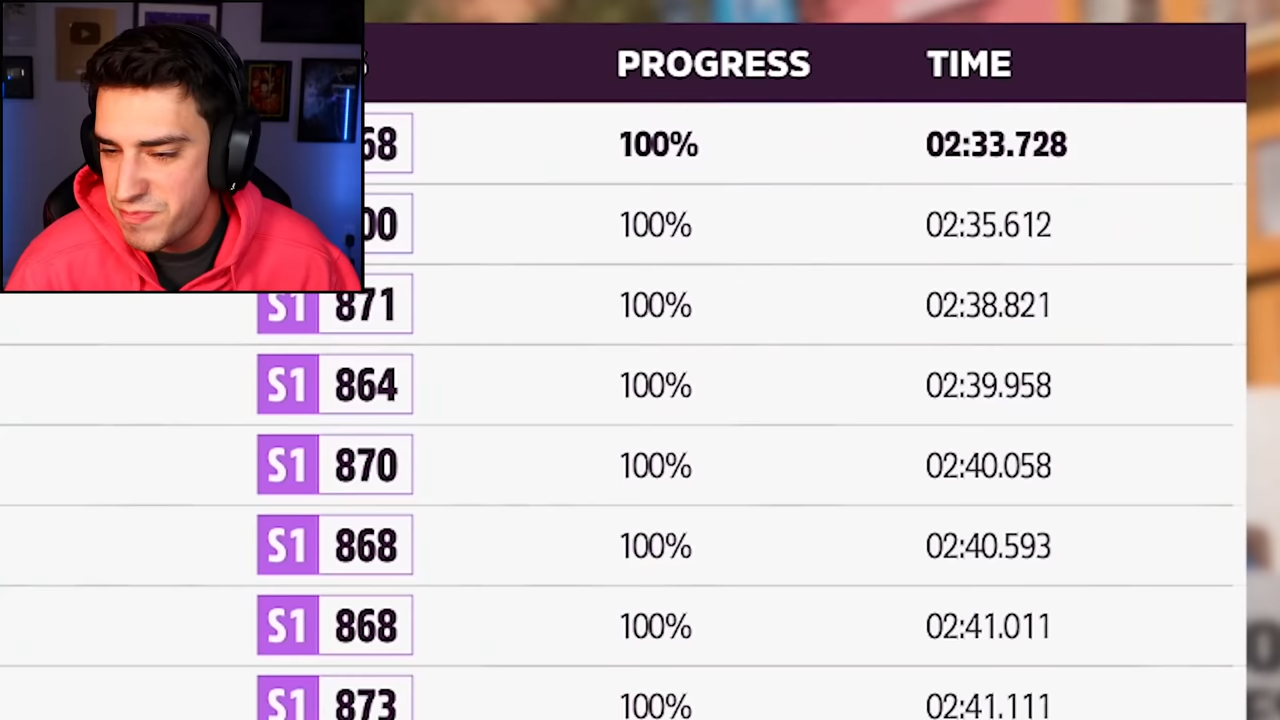 PROGRESS TIME
68 100% 02:33.728
00 100% 02:35.612
S1 871 100% 02:38.821
S1 864 100% 02:39.958
S1 870 100% 02:40.058
S1 868 100% 02:40.593
S1 868 100% 02:41.011
S1 873 100% 02:41.111